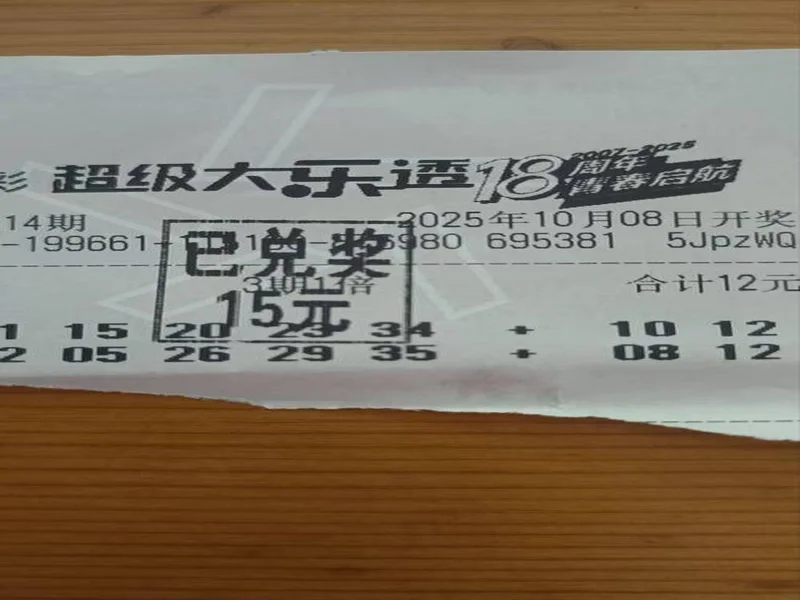 2007-2025
彩 超级大乐透 18 周年
青春启航
14期 2025年10月08日开奖
-199661- 6980 695381 5JpzWQ
已兑奖
合计12元
15元
1 15 20 23 34 + 10 12
2 05 26 29 35 + 08 12